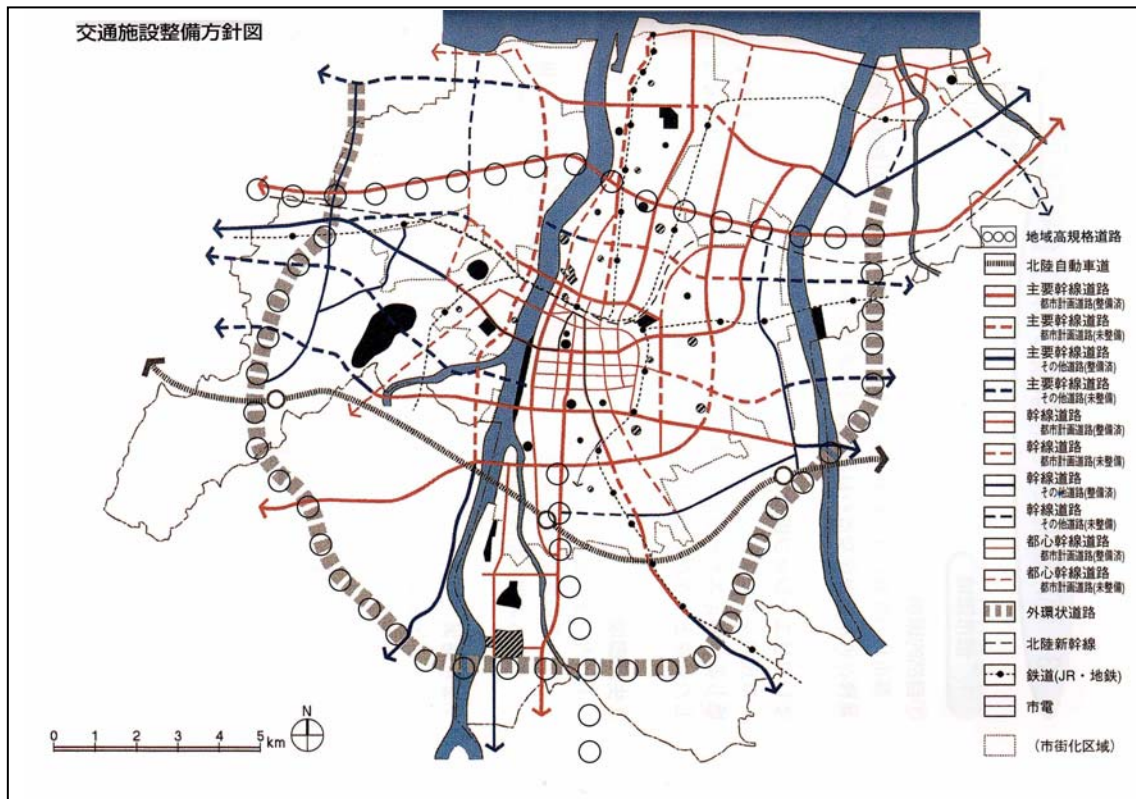 交通施設整備方針図
地域高規格道路
北陸自動車道
主要幹線道路
都市計画道路(整備済)
主要幹線道路
都市計画道路(未整備)
主要幹線道路
その他道路(整備済)
主要幹線道路
その他道路(未整備)
幹線道路
都市計画道路(整備済)
幹線道路
都市計画道路(未整備)
幹線道路
その他道路(整備済)
幹線道路
その他道路(未整備)
都心幹線道路
都市計画道路(整備済)
都心幹線道路
都市計画道路(未整備)
外環状道路
北陸新幹線
鉄道(JR・地鉄)
市電
(市街化区域)
N
0 1 2 3 4 5 km